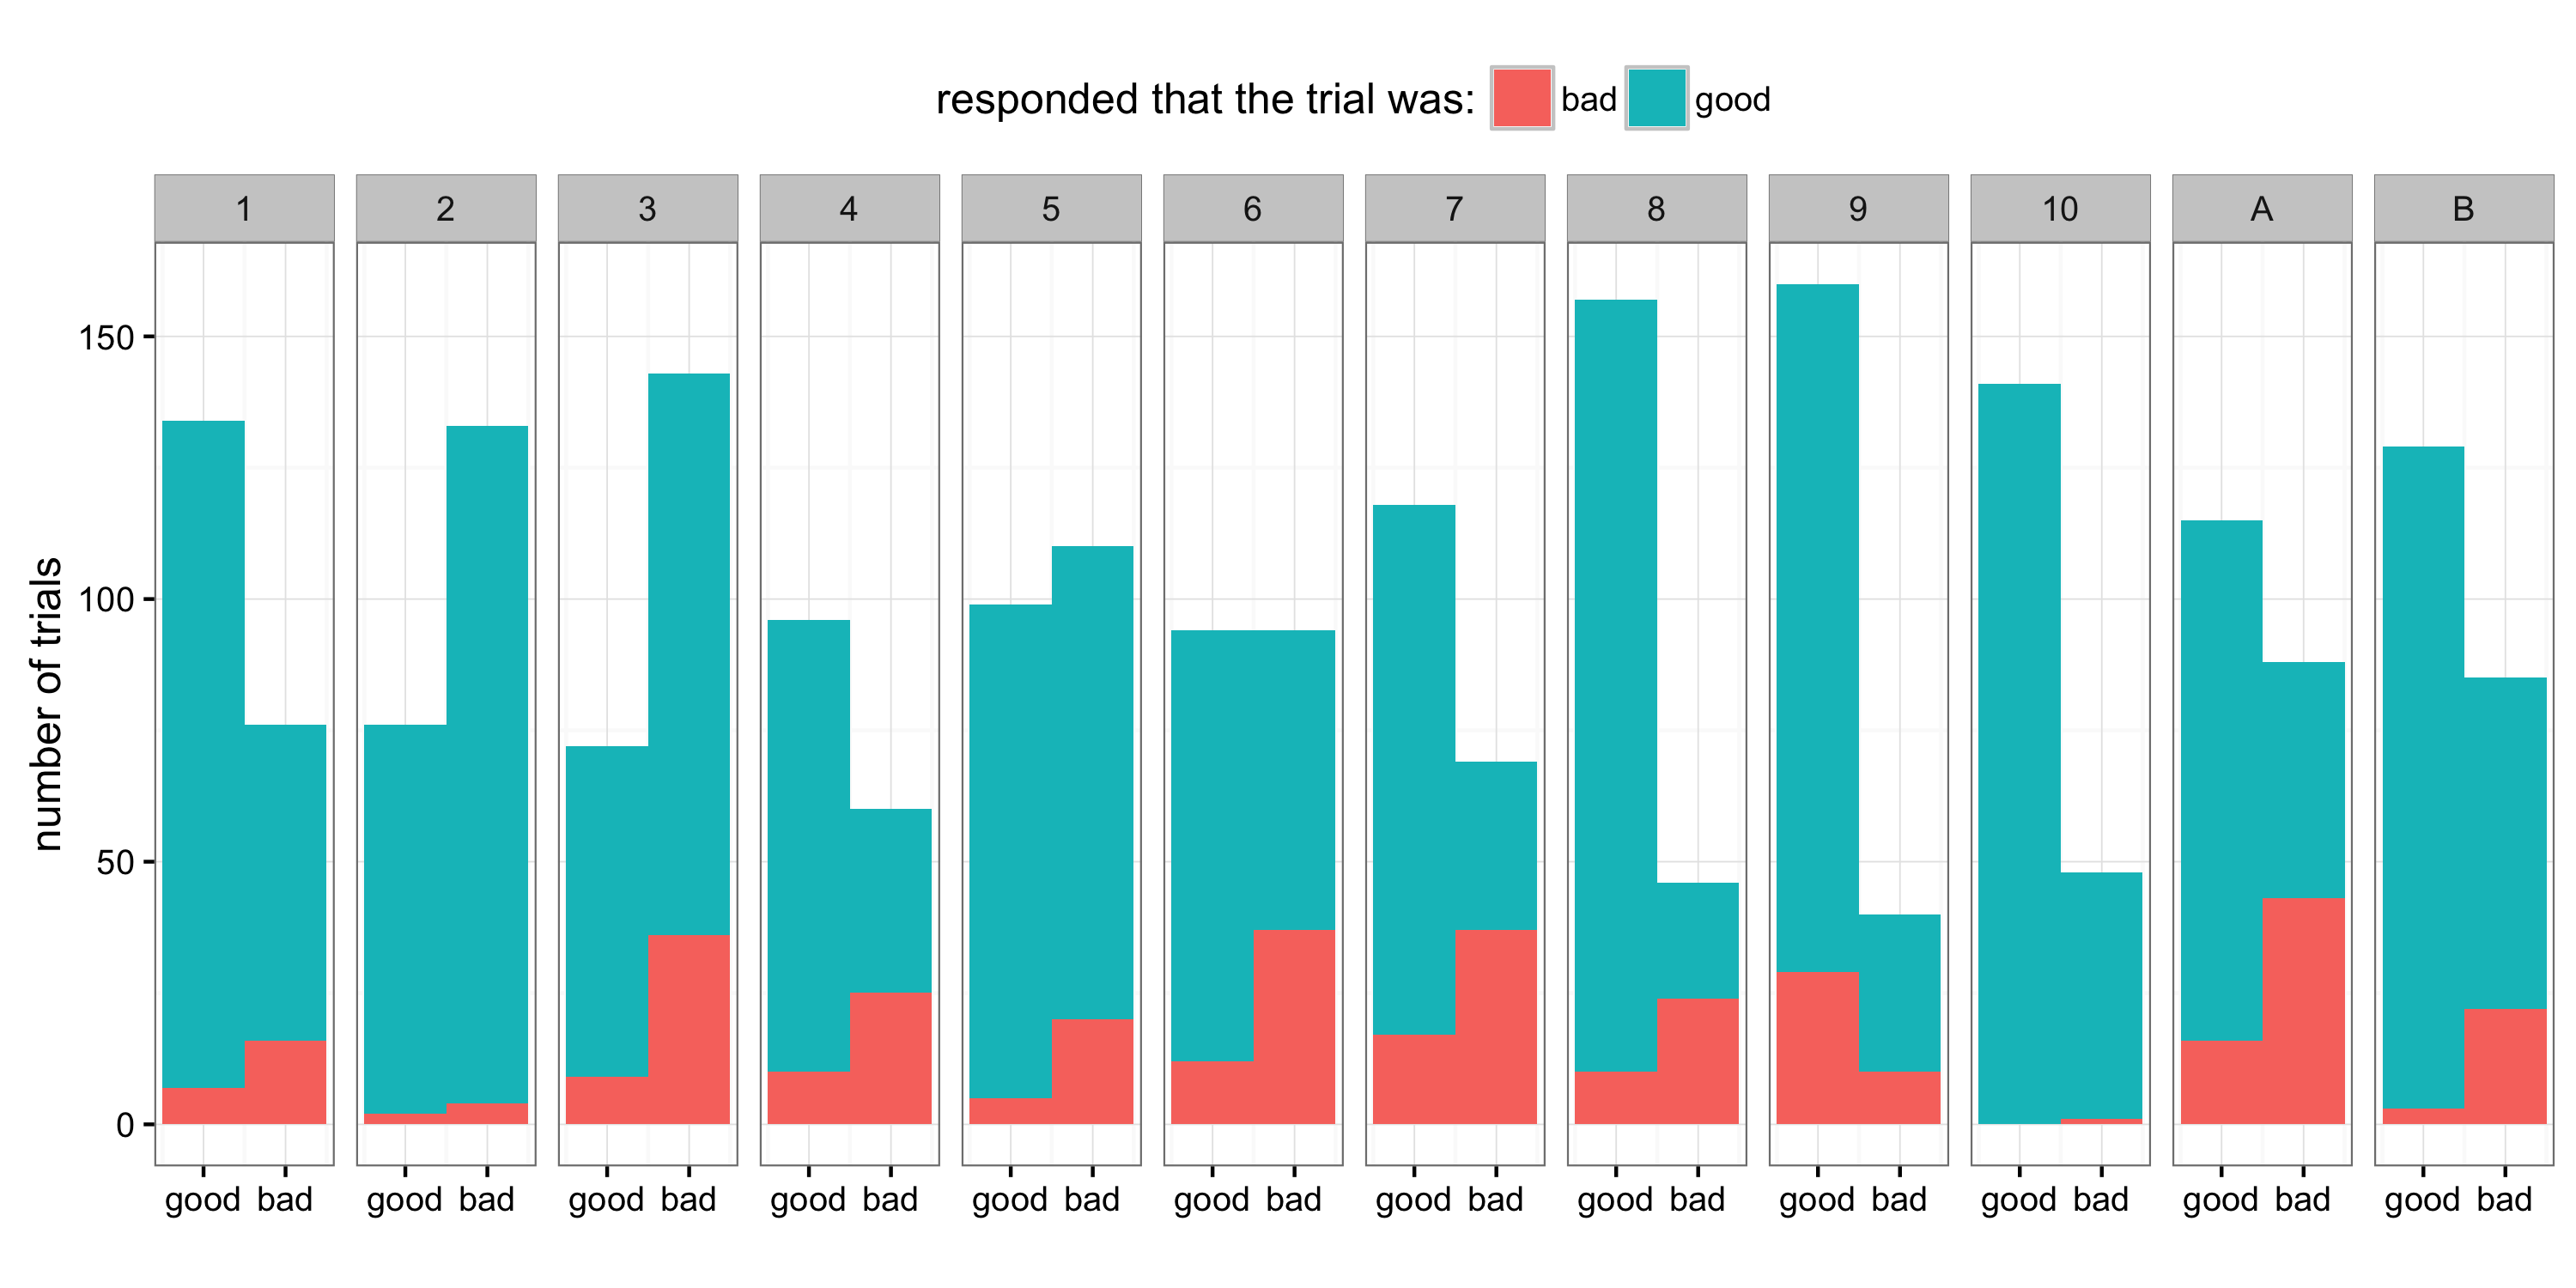 responded that the trial was: bad good
1 2 3 4 5 6 7 8 9 10 A B
150
100
50
0
number of trials
good bad good bad good bad good bad good bad good bad good bad good bad good bad good bad good bad good bad